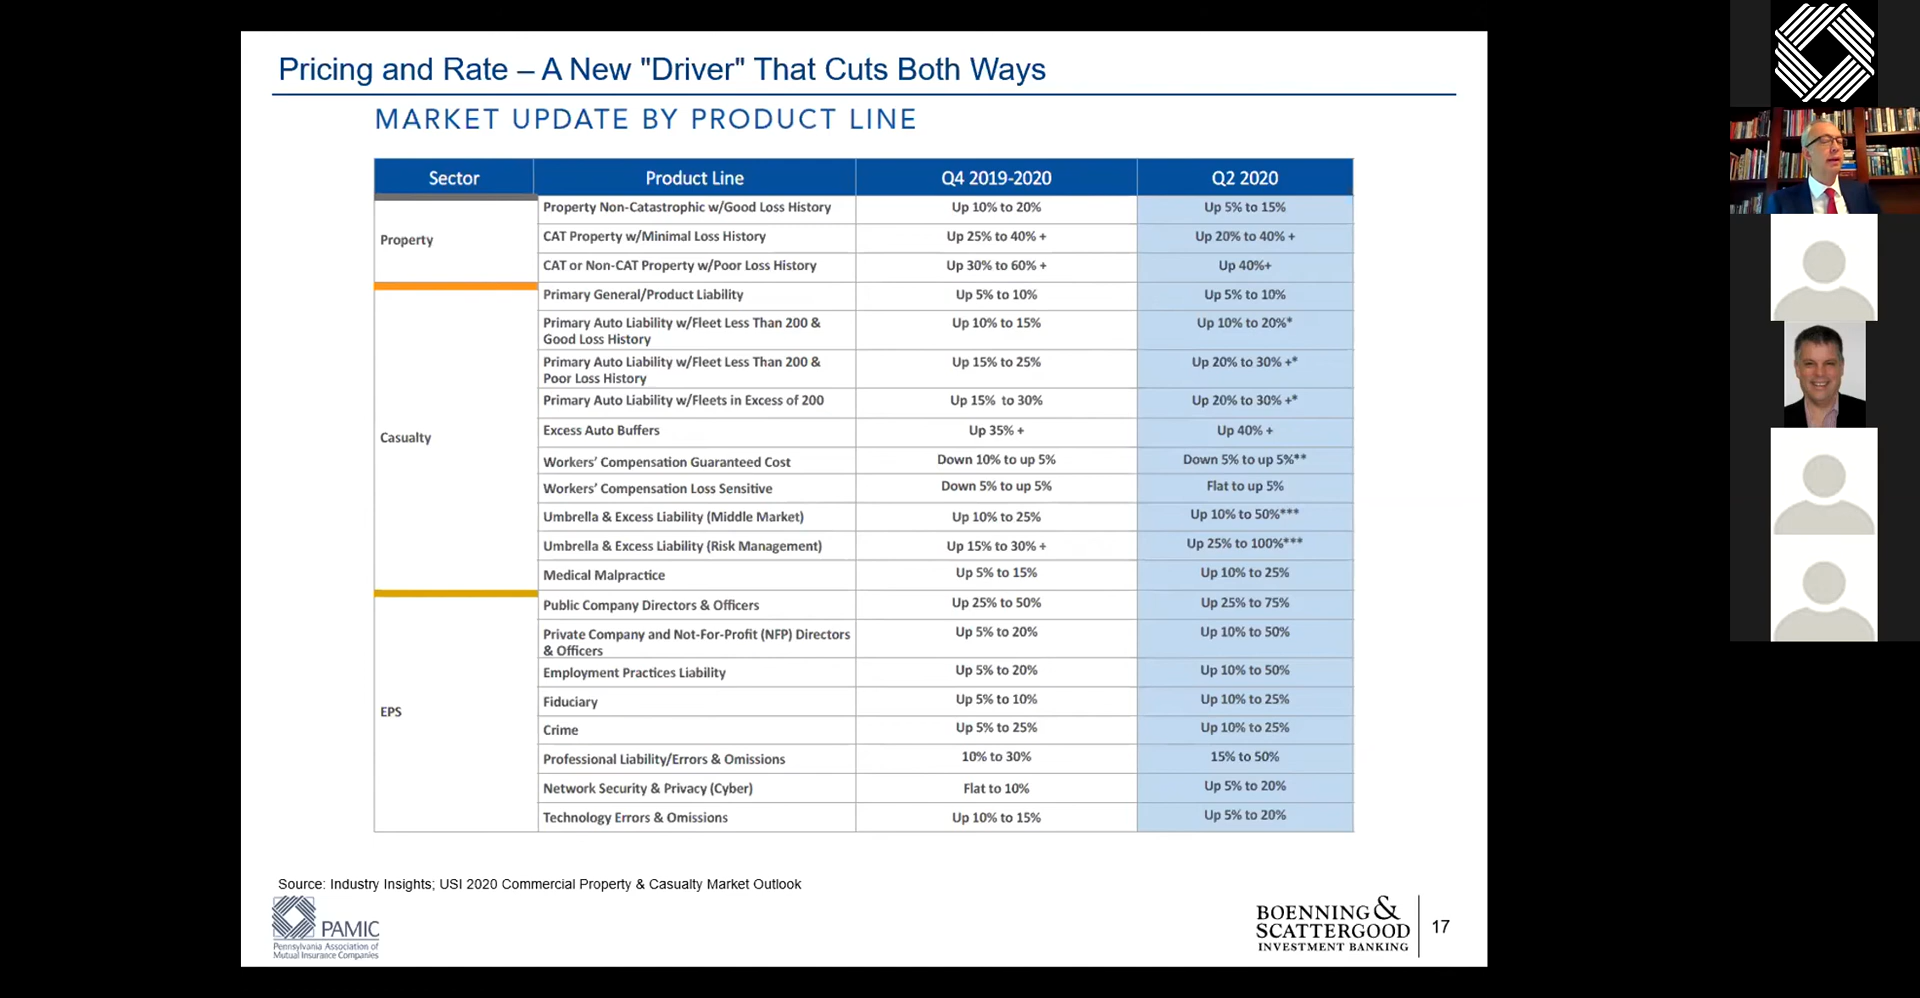 Pricing and Rate – A New "Driver" That Cuts Both Ways
MARKET UPDATE BY PRODUCT LINE
Sector Product Line Q4 2019-2020 Q2 2020
Property
Property Non-Catastrophic w/Good Loss History Up 10% to 20% Up 5% to 15%
CAT Property w/Minimal Loss History Up 25% to 40% + Up 20% to 40% +
CAT or Non-CAT Property w/Poor Loss History Up 30% to 60% + Up 40%+
Casualty
Primary General/Product Liability Up 5% to 10% Up 5% to 10%
Primary Auto Liability w/Fleet Less Than 200 & Up 10% to 15% Up 10% to 20%*
Good Loss History
Primary Auto Liability w/Fleet Less Than 200 & Up 15% to 25% Up 20% to 30% +*
Poor Loss History
Primary Auto Liability w/Fleets in Excess of 200 Up 15% to 30% Up 20% to 30% +*
Excess Auto Buffers Up 35% + Up 40% +
Workers’ Compensation Guaranteed Cost Down 10% to up 5% Down 5% to up 5%**
Workers’ Compensation Loss Sensitive Down 5% to up 5% Flat to up 5%
Umbrella & Excess Liability (Middle Market) Up 10% to 25% Up 10% to 50%***
Umbrella & Excess Liability (Risk Management) Up 15% to 30% + Up 25% to 100%***
Medical Malpractice Up 5% to 15% Up 10% to 25%
EPS
Public Company Directors & Officers Up 25% to 50% Up 25% to 75%
Private Company and Not-For-Profit (NFP) Directors Up 5% to 20% Up 10% to 50%
& Officers
Employment Practices Liability Up 5% to 20% Up 10% to 50%
Fiduciary Up 5% to 10% Up 10% to 25%
Crime Up 5% to 25% Up 10% to 25%
Professional Liability/Errors & Omissions 10% to 30% 15% to 50%
Network Security & Privacy (Cyber) Flat to 10% Up 5% to 20%
Technology Errors & Omissions Up 10% to 15% Up 5% to 20%
Source: Industry Insights; USI 2020 Commercial Property & Casualty Market Outlook
PAMIC
Pennsylvania Association of
Mutual Insurance Companies
BOENNING &
SCATTERGOOD
INVESTMENT BANKING
17